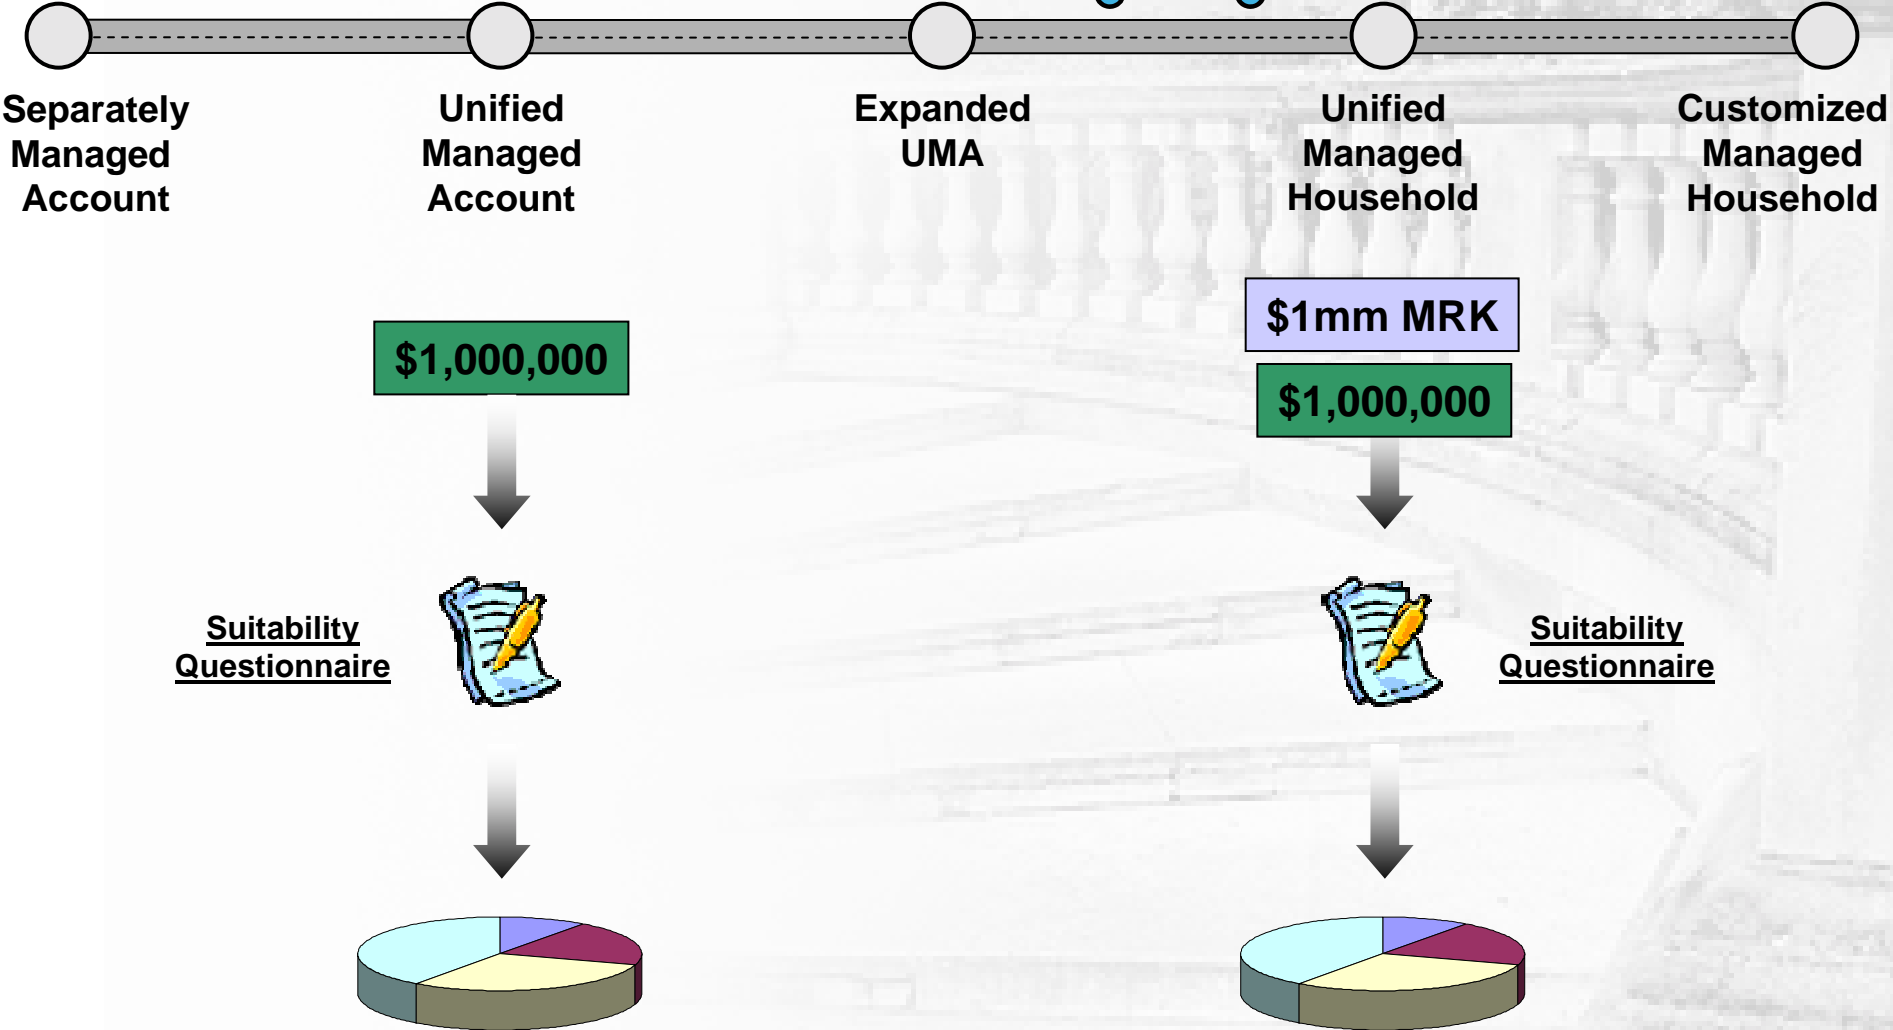 Separately
Managed
Account
Unified
Managed
Account
Expanded
UMA
Unified
Managed
Household
Customized
Managed
Household
$1,000,000
$1mm MRK
$1,000,000
Suitability
Questionnaire
Suitability
Questionnaire